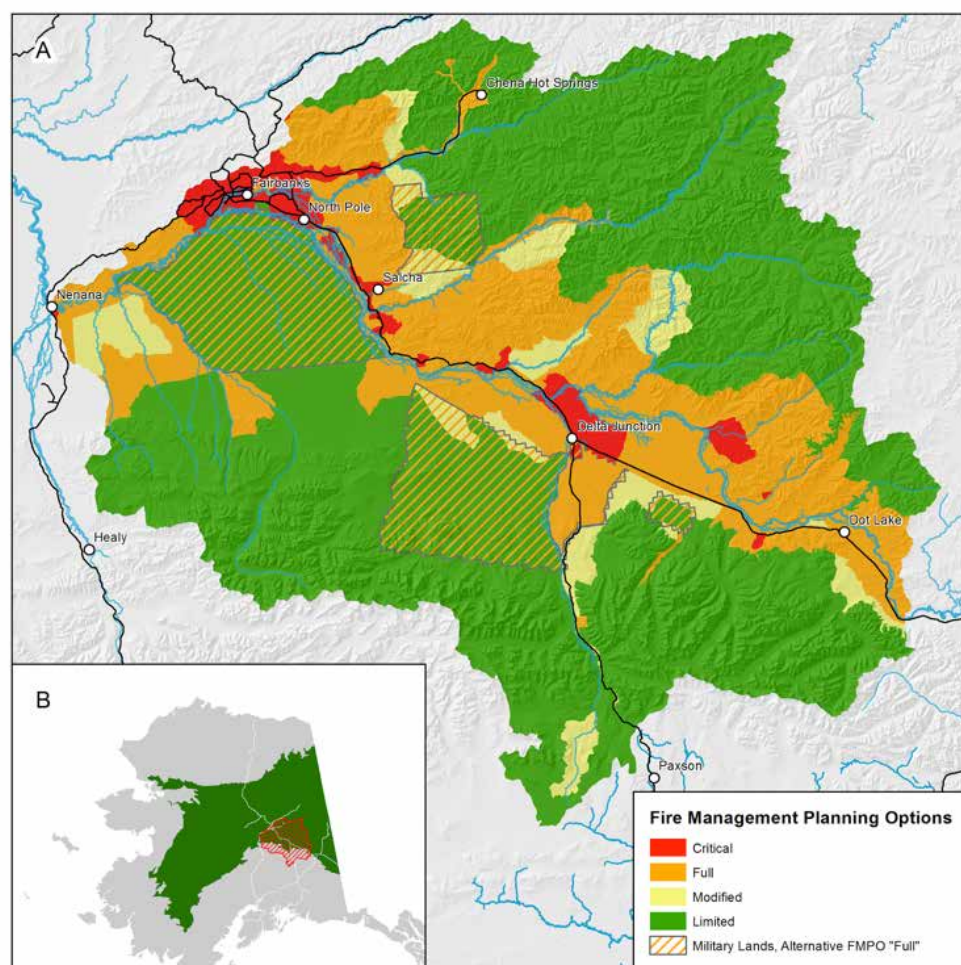 A
Chena Hot Springs
Fairbanks
North Pole
Salcha
Nenana
Delta Junction
Dot Lake
Healy
Paxson
B
Fire Management Planning Options
Critical
Full
Modified
Limited
Military Lands, Alternative FMPO "Full"